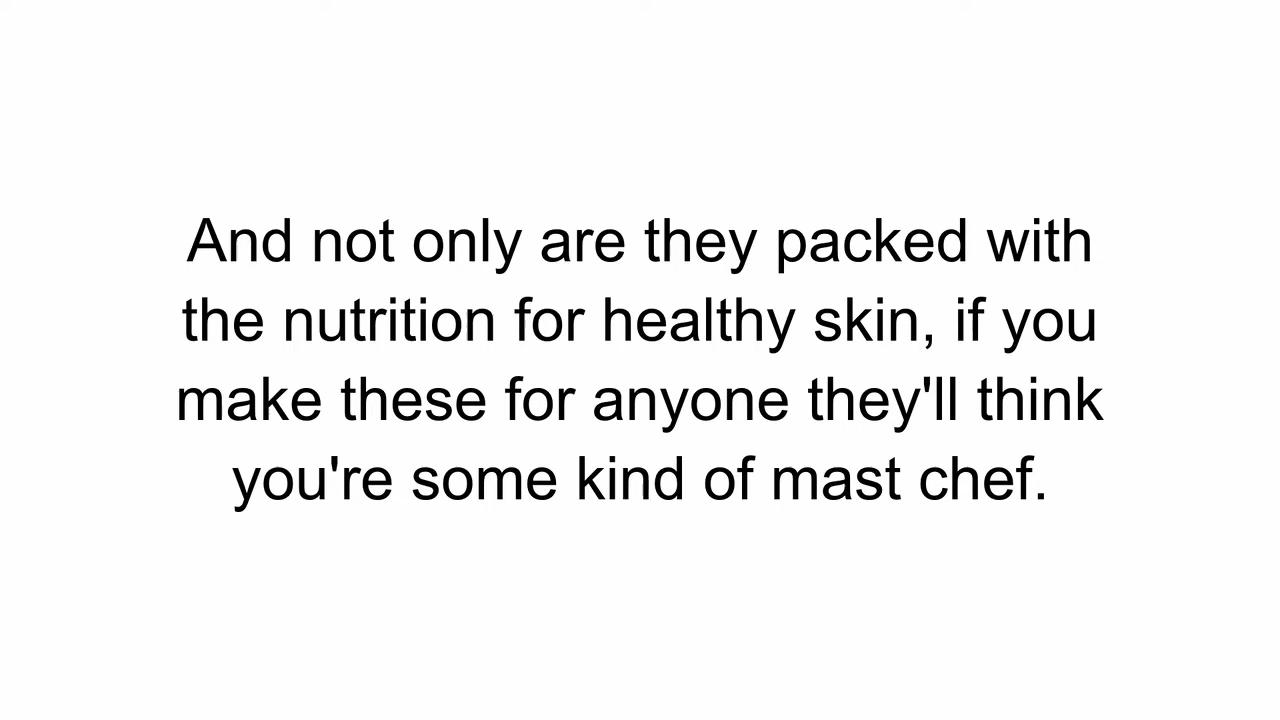 And not only are they packed with
the nutrition for healthy skin, if you
make these for anyone they'll think
you're some kind of mast chef.